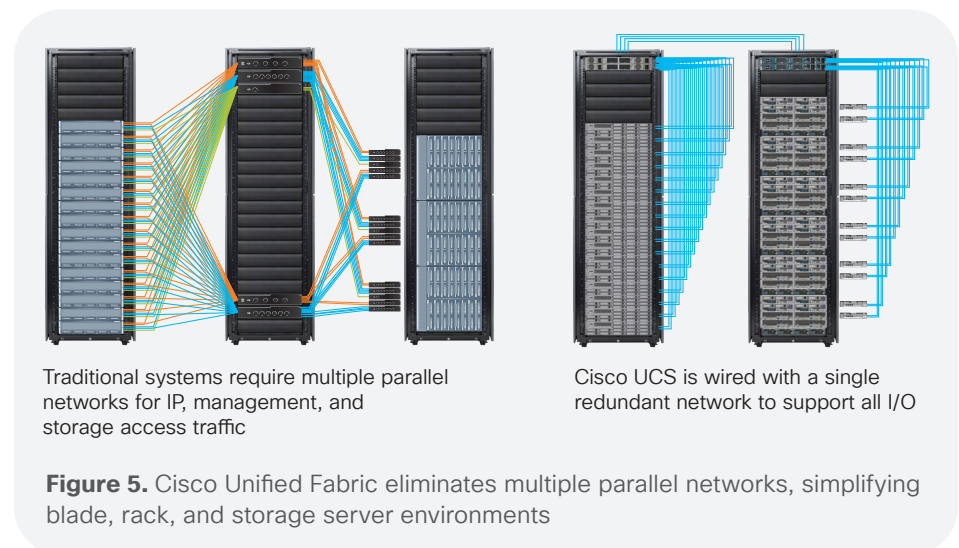 Traditional systems require multiple parallel
networks for IP, management, and
storage access traffic
Cisco UCS is wired with a single
redundant network to support all I/O
Figure 5. Cisco Unified Fabric eliminates multiple parallel networks, simplifying
blade, rack, and storage server environments